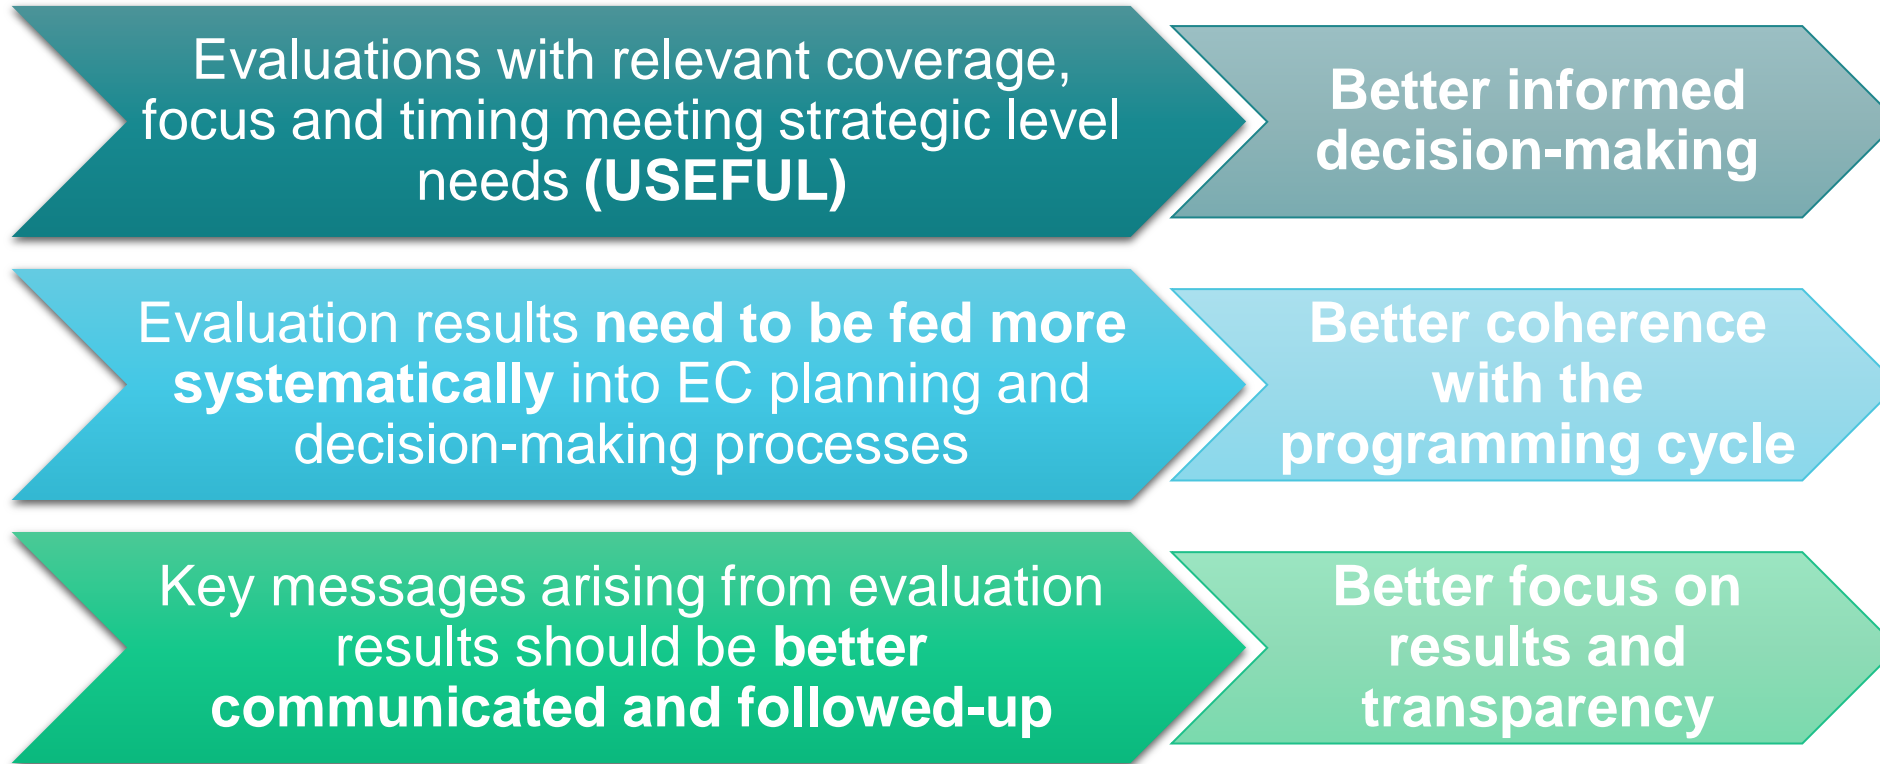 Evaluations with relevant coverage,
focus and timing meeting strategic level
needs (USEFUL)
Better informed
decision-making
Evaluation results need to be fed more
systematically into EC planning and
decision-making processes
Better coherence
with the
programming cycle
Key messages arising from evaluation
results should be better
communicated and followed-up
Better focus on
results and
transparency